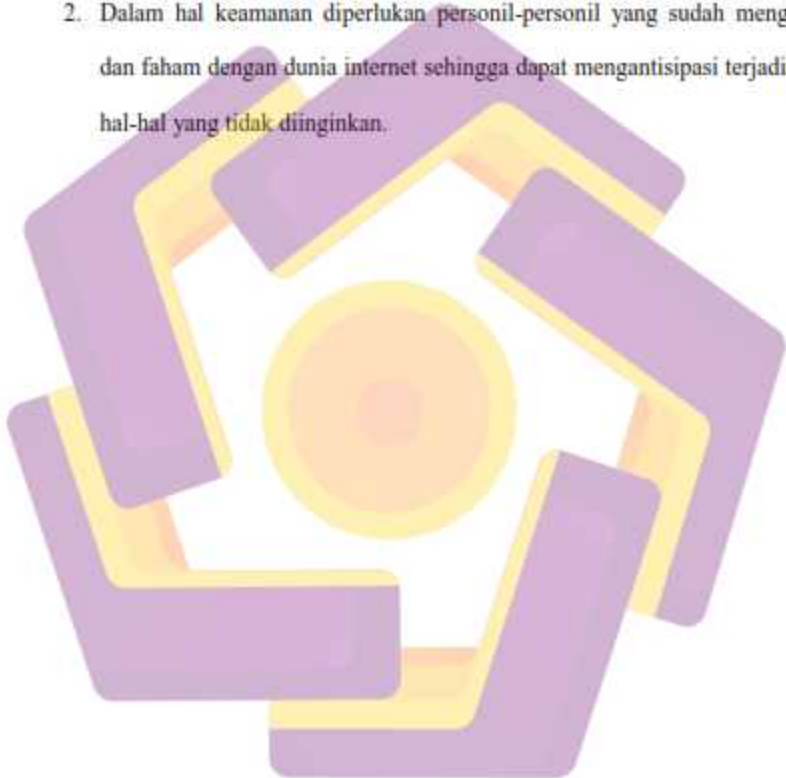 2. Dalam hal keamanan diperlukan personil-personil yang sudah meng
dan faham dengan dunia internet sehingga dapat mengantisipasi terjadi
hal-hal yang tidak diinginkan.